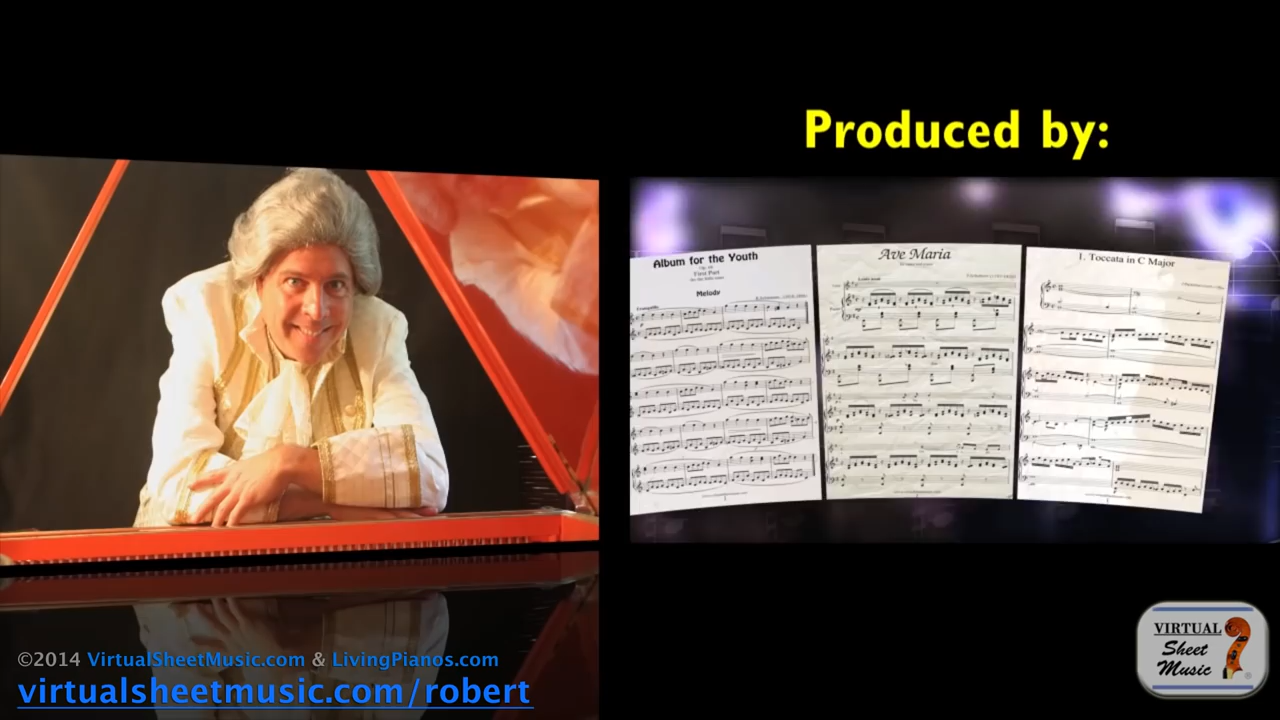 Produced by:
Album for the Youth
First Part
Melody
Ave Maria
1. Toccata in C Major
VIRTUAL
Sheet
Music
©2014 VirtualSheetMusic.com & LivingPianos.com
virtualsheetmusic.com/robert